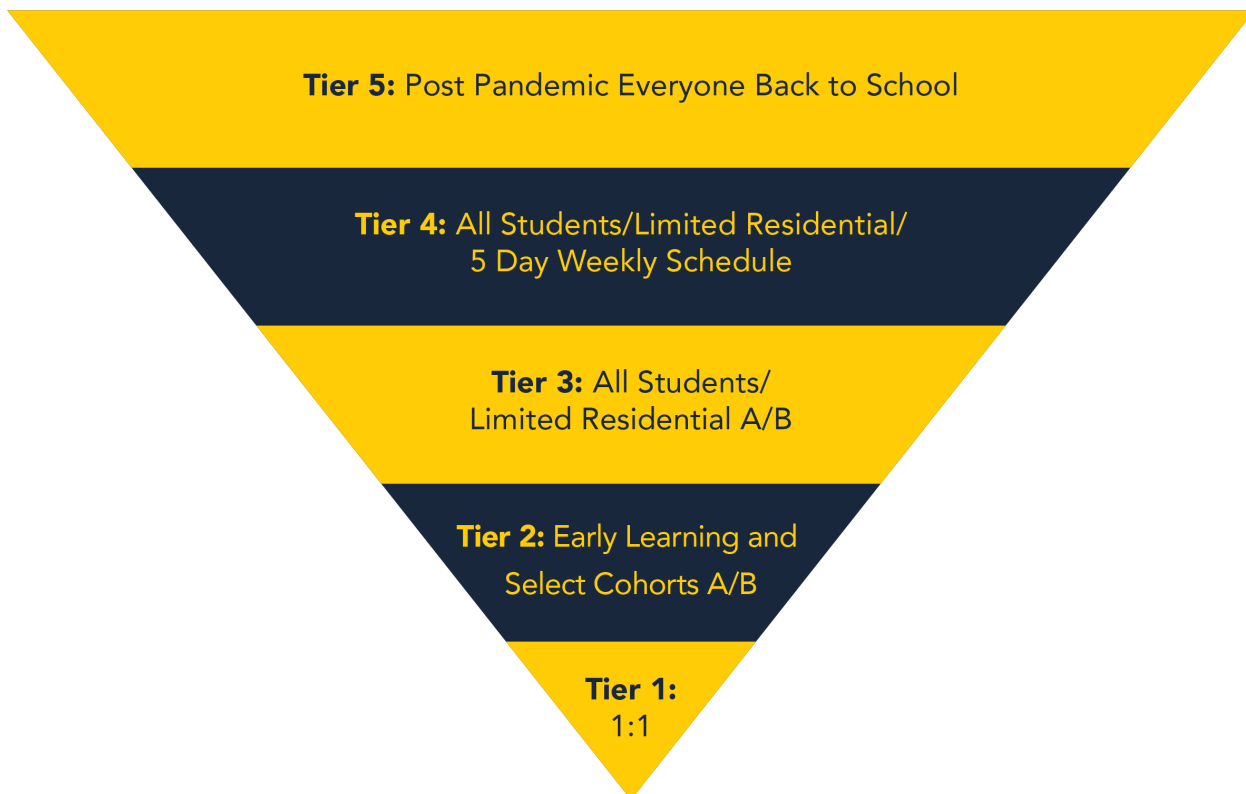 Tier 5: Post Pandemic Everyone Back to School
Tier 4: All Students/Limited Residential/
5 Day Weekly Schedule
Tier 3: All Students/
Limited Residential A/B
Tier 2: Early Learning and
Select Cohorts A/B
Tier 1:
1:1